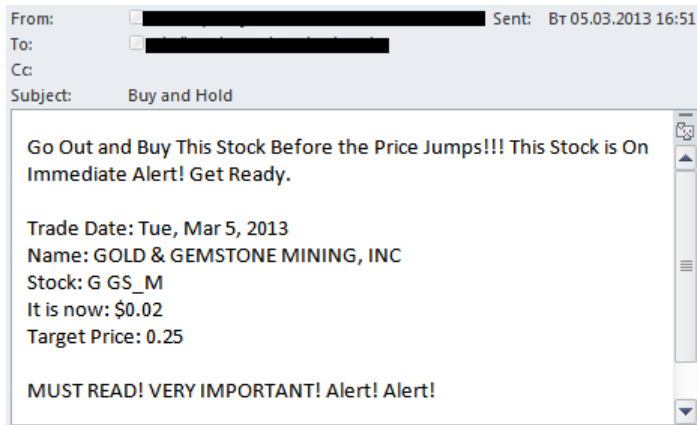 From: Sent: Вт 05.03.2013 16:51
To:
Cc:
Subject: Buy and Hold
Go Out and Buy This Stock Before the Price Jumps!!! This Stock is On
Immediate Alert! Get Ready.
Trade Date: Tue, Mar 5, 2013
Name: GOLD & GEMSTONE MINING, INC
Stock: G GS_M
It is now: $0.02
Target Price: 0.25
MUST READ! VERY IMPORTANT! Alert! Alert!